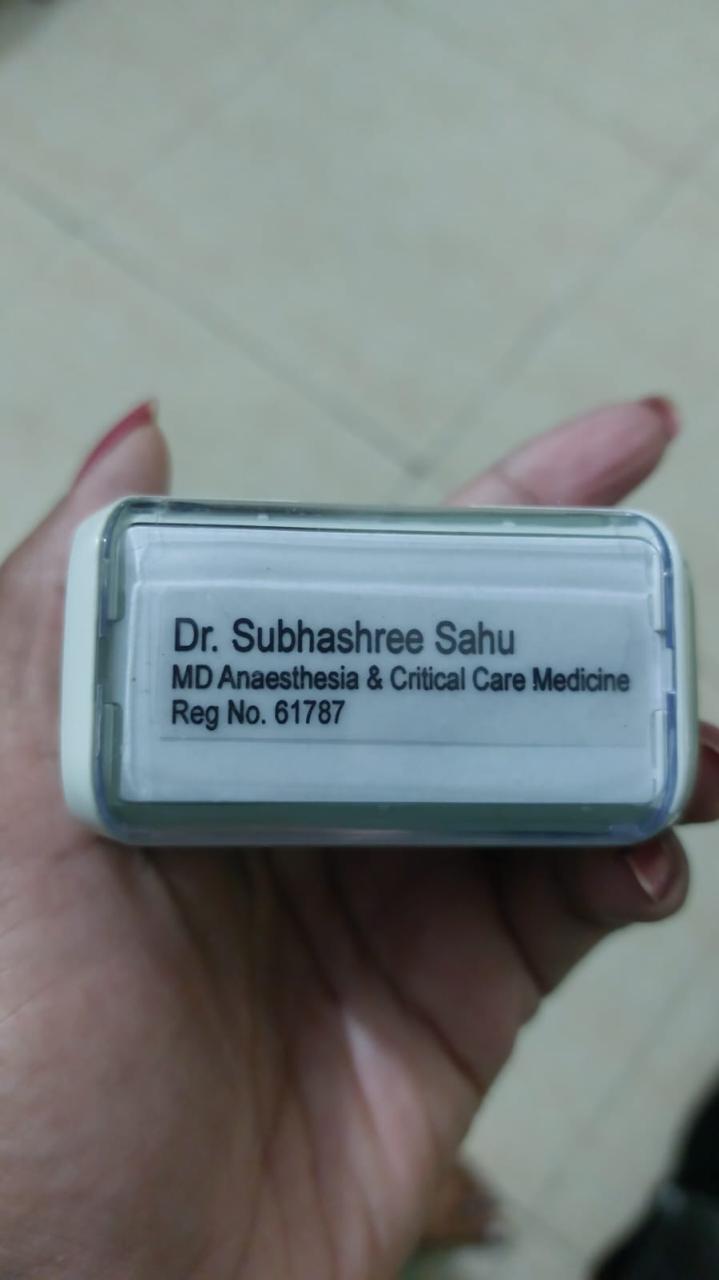 Dr. Subhashree Sahu
MD Anaesthesia & Critical Care Medicine
Reg No. 61787